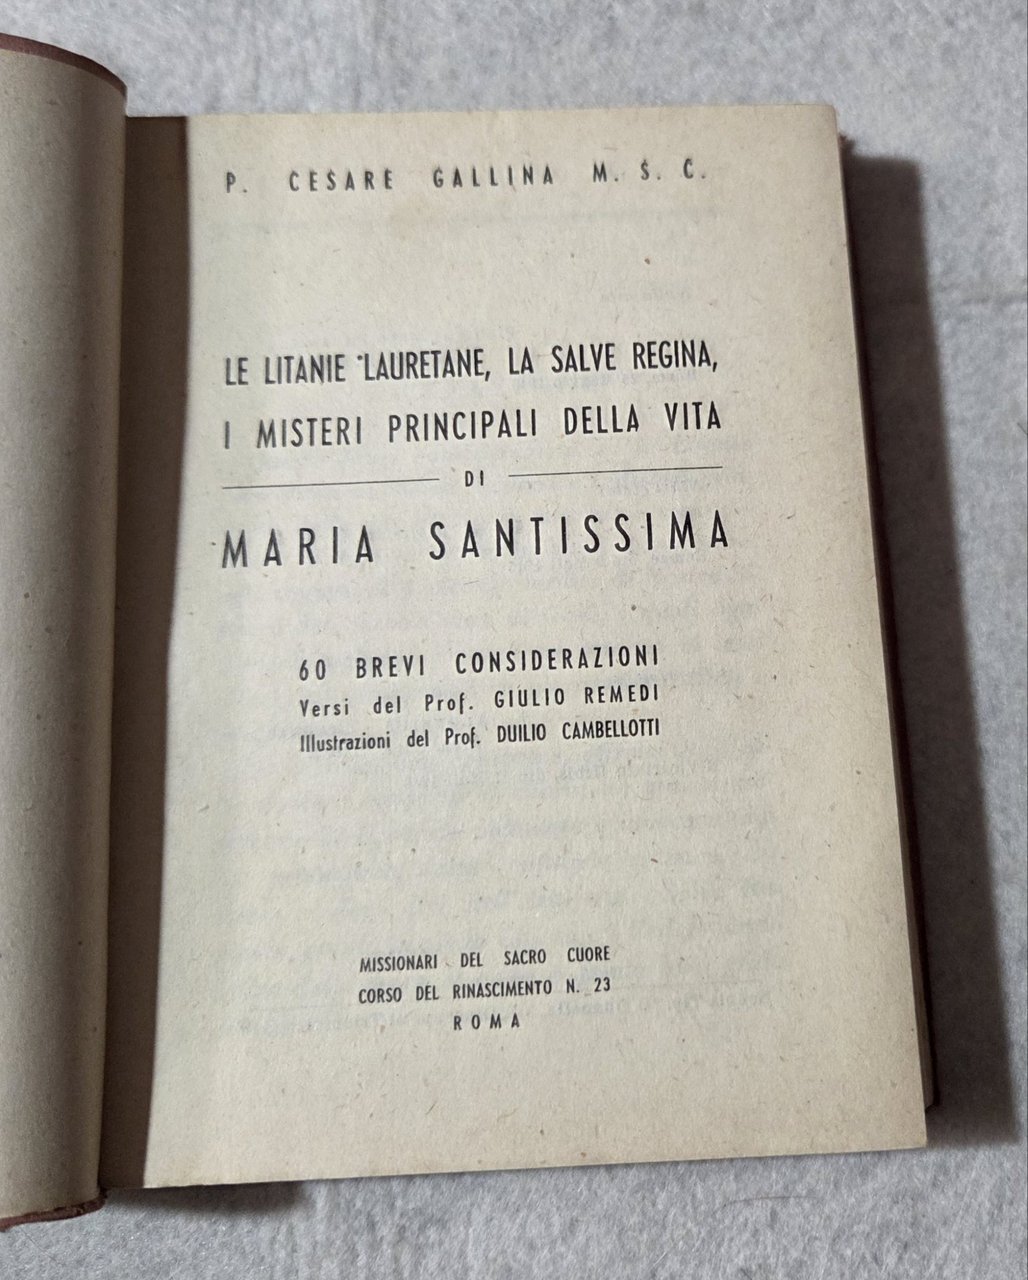 P. CESARE GALLINA M. S. C.
LE LITANIE LAURETANE, LA SALVE REGINA,
I MISTERI PRINCIPALI DELLA VITA
DI
MARIA SANTISSIMA
60 BREVI CONSIDERAZIONI
Versi del Prof. GIULIO REMEDI
Illustrazioni del Prof. DUILIO CAMBELLOTTI
MISSIONARI DEL SACRO CUORE
CORSO DEL RINASCIMENTO N. 23
ROMA